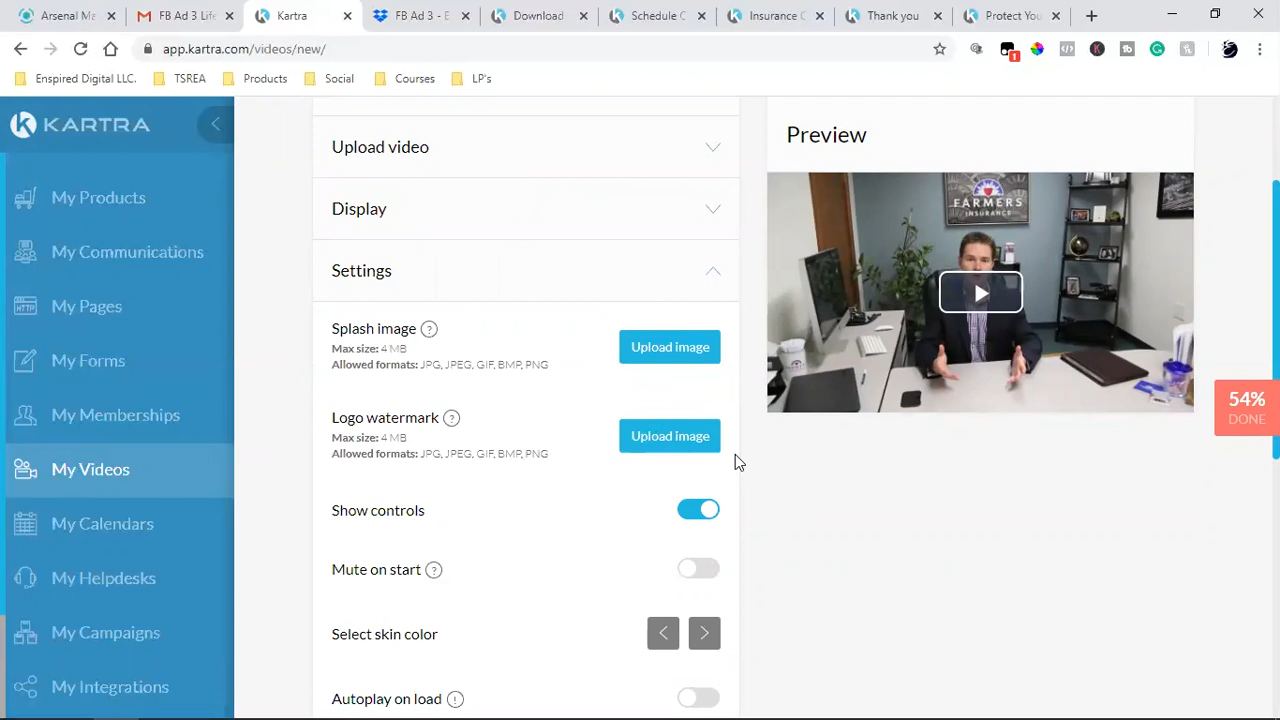 Arsenal Ma
FB Ad 3 Life
Kartra
FB Ad 3 - E
Download
Schedule C
Insurance C
Thank you
Protect You
app.kartra.com/videos/new/
1
Enspired Digital LLC.
TSREA
Products
Social
Courses
LP's
KARTRA
My Products
My Communications
My Pages
My Forms
My Memberships
My Videos
My Calendars
My Helpdesks
My Campaigns
My Integrations
Upload video
Display
Settings
Splash image ?
Max size: 4 MB
Allowed formats: JPG, JPEG, GIF, BMP, PNG
Upload image
Logo watermark ?
Max size: 4 MB
Allowed formats: JPG, JPEG, GIF, BMP, PNG
Upload image
Show controls
Mute on start ?
Select skin color
Autoplay on load !
Preview
FARMERS
INSURANCE
54%
DONE